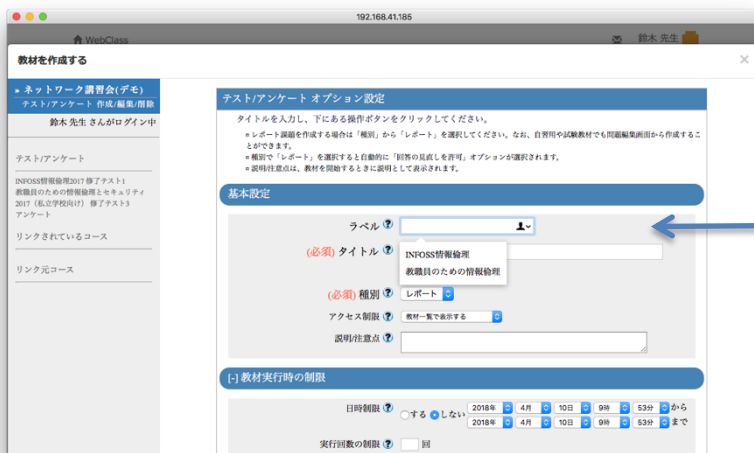 192.168.41.185
WebClass
鈴木 先生
教材を作成する
» ネットワーク講習会(デモ)
テスト/アンケート 作成/編集/削除
鈴木 先生 さんがログイン中
テスト/アンケート
INFOSS情報倫理2017 修了テスト1
教職員のための情報倫理とセキュリティ
2017（私立学校向け） 修了テスト3
アンケート
リンクされているコース
リンク元コース
テスト/アンケート オプション設定
タイトルを入力し、下にある操作ボタンをクリックしてください。
レポート課題を作成する場合は「種別」から「レポート」を選択してください。なお、自習用や試験教材でも問題編集画面から作成するこ
とができます。
種別で「レポート」を選択すると自動的に「回答の見直しを許可」オプションが選択されます。
説明/注意点は、教材を開始するときに説明として表示されます。
基本設定
ラベル
INFOSS情報倫理
教職員のための情報倫理
(必須) タイトル
(必須) 種別 レポート
アクセス制限 教材一覧で表示する
説明/注意点
[-] 教材実行時の制限
日時制限 する しない 2018年 4月 10日 9時 53分 から
2018年 4月 10日 9時 53分 まで
実行回数の制限 回